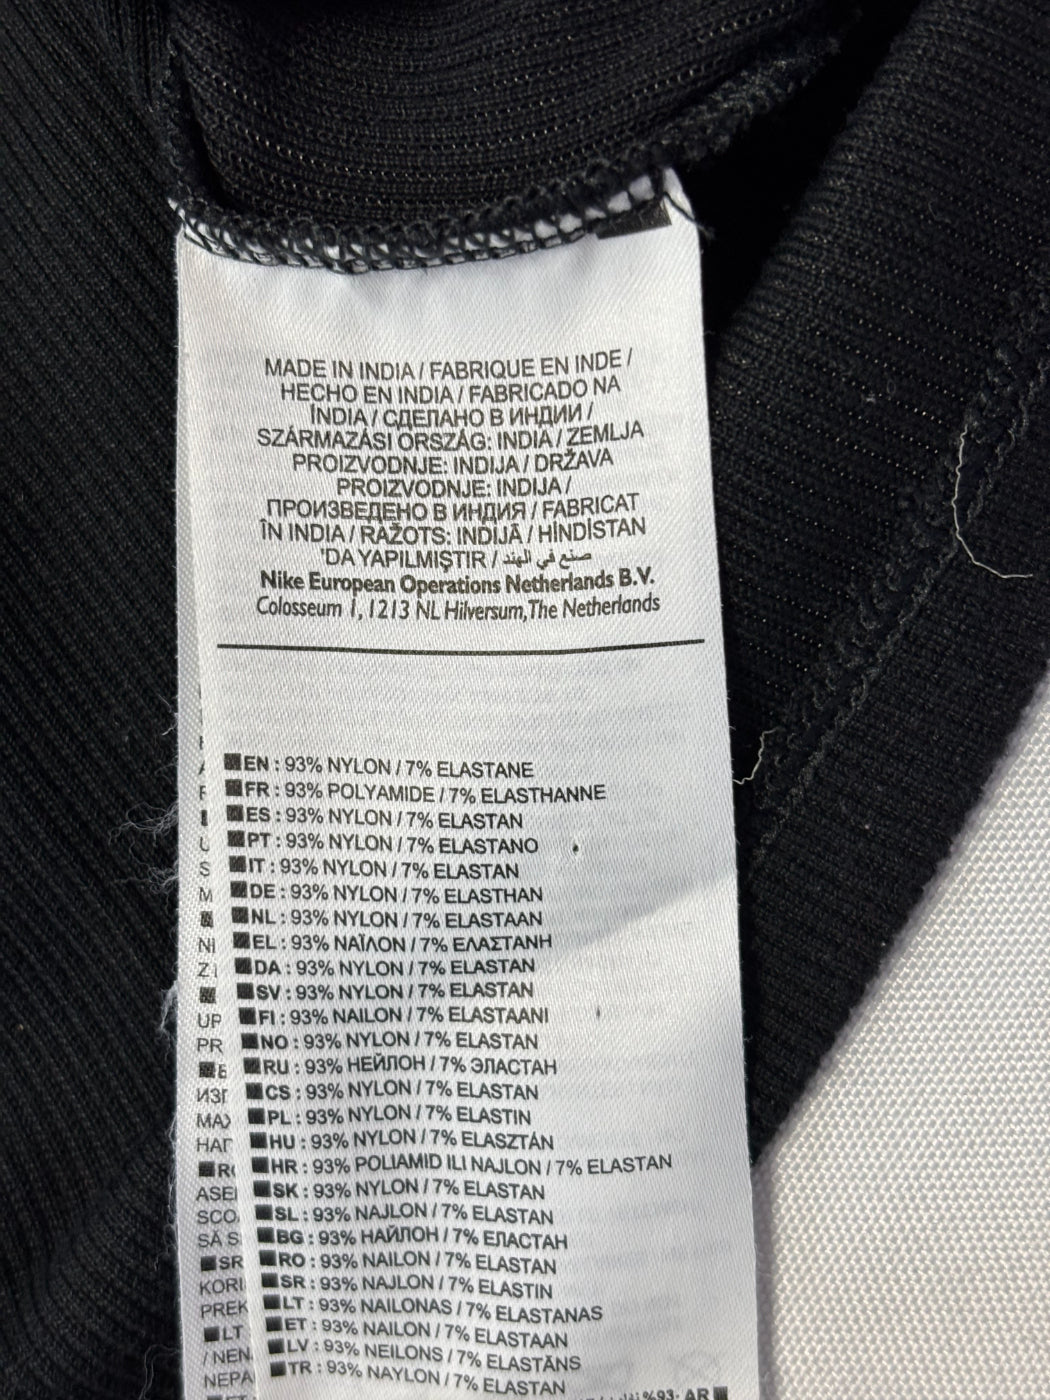 MADE IN INDIA / FABRIQUE EN INDE /
HECHO EN INDIA / FABRICADO NA
ÍNDIA / СДЕЛАНО В ИНДИИ /
SZÁRMAZÁSI ORSZÁG: INDIA / ZEMLJA
PROIZVODNJE: INDIJA / DRŽAVA
PROIZVODNJE: INDIJA /
ПРОИЗВЕДЕНО В ИНДИЯ / FABRICAT
ÎN INDIA / RAŽOTS: INDIJĀ / HİNDİSTAN
'DA YAPILMIŞTIR / صنع في الهند
Nike European Operations Netherlands B.V.
Colosseum 1, 1213 NL Hilversum, The Netherlands
EN : 93% NYLON / 7% ELASTANE
FR : 93% POLYAMIDE / 7% ELASTHANNE
ES : 93% NYLON / 7% ELASTAN
PT : 93% NYLON / 7% ELASTANO
IT : 93% NYLON / 7% ELASTAN
DE : 93% NYLON / 7% ELASTHAN
NL : 93% NYLON / 7% ELASTAAN
EL : 93% ΝΑΪΛΟΝ / 7% ΕΛΑΣΤΑΝΗ
DA : 93% NYLON / 7% ELASTAN
SV : 93% NYLON / 7% ELASTAN
FI : 93% NAILON / 7% ELASTAANI
NO : 93% NYLON / 7% ELASTAN
RU : 93% НЕЙЛОН / 7% ЭЛАСТАН
CS : 93% NYLON / 7% ELASTAN
PL : 93% NYLON / 7% ELASTIN
HU : 93% NYLON / 7% ELASZTÁN
HR : 93% POLIAMID ILI NAJLON / 7% ELASTAN
SK : 93% NYLON / 7% ELASTAN
SL : 93% NAJLON / 7% ELASTAN
BG : 93% НАЙЛОН / 7% ЕЛАСТАН
RO : 93% NAILON / 7% ELASTAN
SR : 93% NAJLON / 7% ELASTIN
LT : 93% NAILONAS / 7% ELASTANAS
ET : 93% NAILON / 7% ELASTAAN
LV : 93% NEILONS / 7% ELASTĀNS
TR : 93% NAYLON / 7% ELASTAN